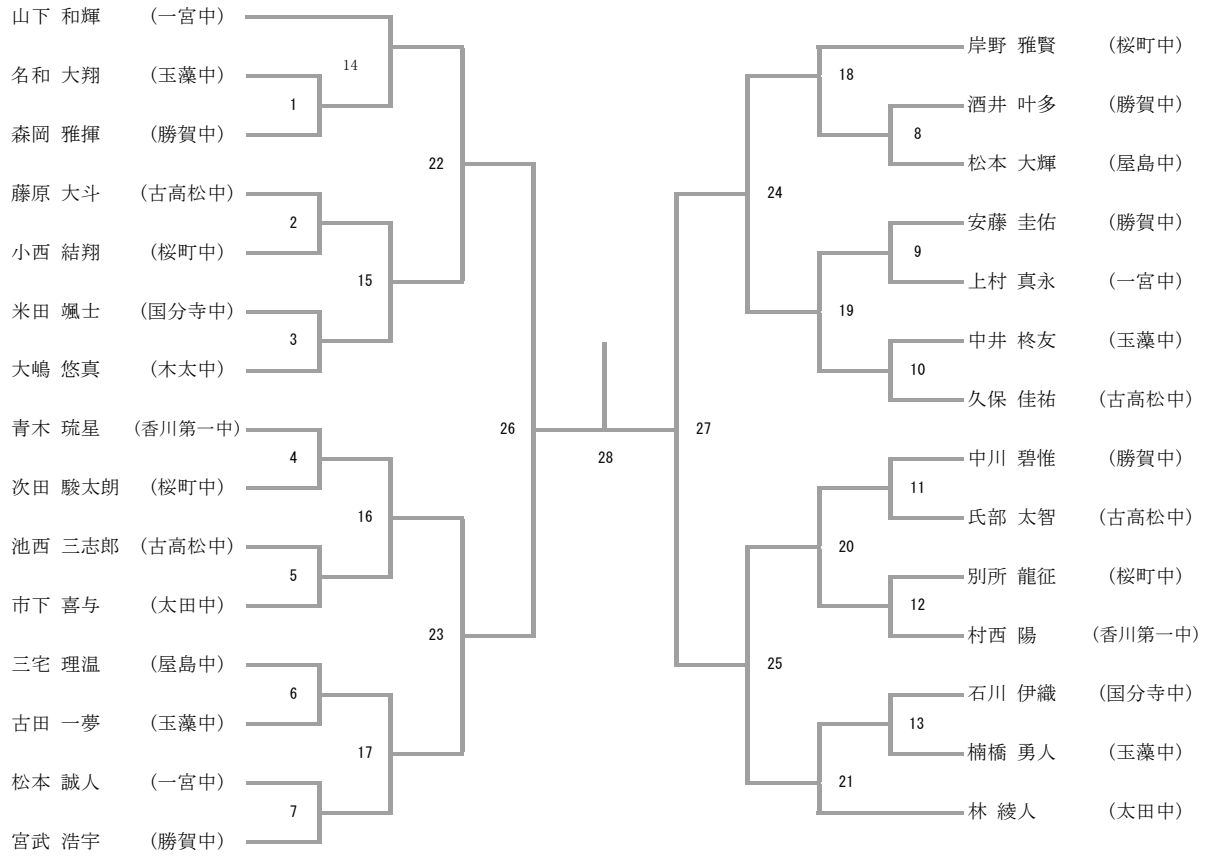 山下 和輝 （一宮中）
14
名和 大翔 （玉藻中）
1
森岡 雅揮 （勝賀中）
22
藤原 大斗 （古高松中）
2
小西 結翔 （桜町中）
15
米田 颯士 （国分寺中）
3
大嶋 悠真 （木太中）
青木 琉星 （香川第一中）
26
4
次田 駿太朗 （桜町中）
16
池西 三志郎 （古高松中）
5
市下 喜与 （太田中）
23
三宅 理温 （屋島中）
6
古田 一夢 （玉藻中）
17
松本 誠人 （一宮中）
7
宮武 浩宇 （勝賀中）
28
岸野 雅賢 （桜町中）
18
酒井 叶多 （勝賀中）
8
松本 大輝 （屋島中）
24
安藤 圭佑 （勝賀中）
9
上村 真永 （一宮中）
19
中井 柊友 （玉藻中）
10
久保 佳祐 （古高松中）
27
中川 碧惟 （勝賀中）
11
氏部 太智 （古高松中）
20
別所 龍征 （桜町中）
12
村西 陽 （香川第一中）
25
石川 伊織 （国分寺中）
13
楠橋 勇人 （玉藻中）
21
林 綾人 （太田中）